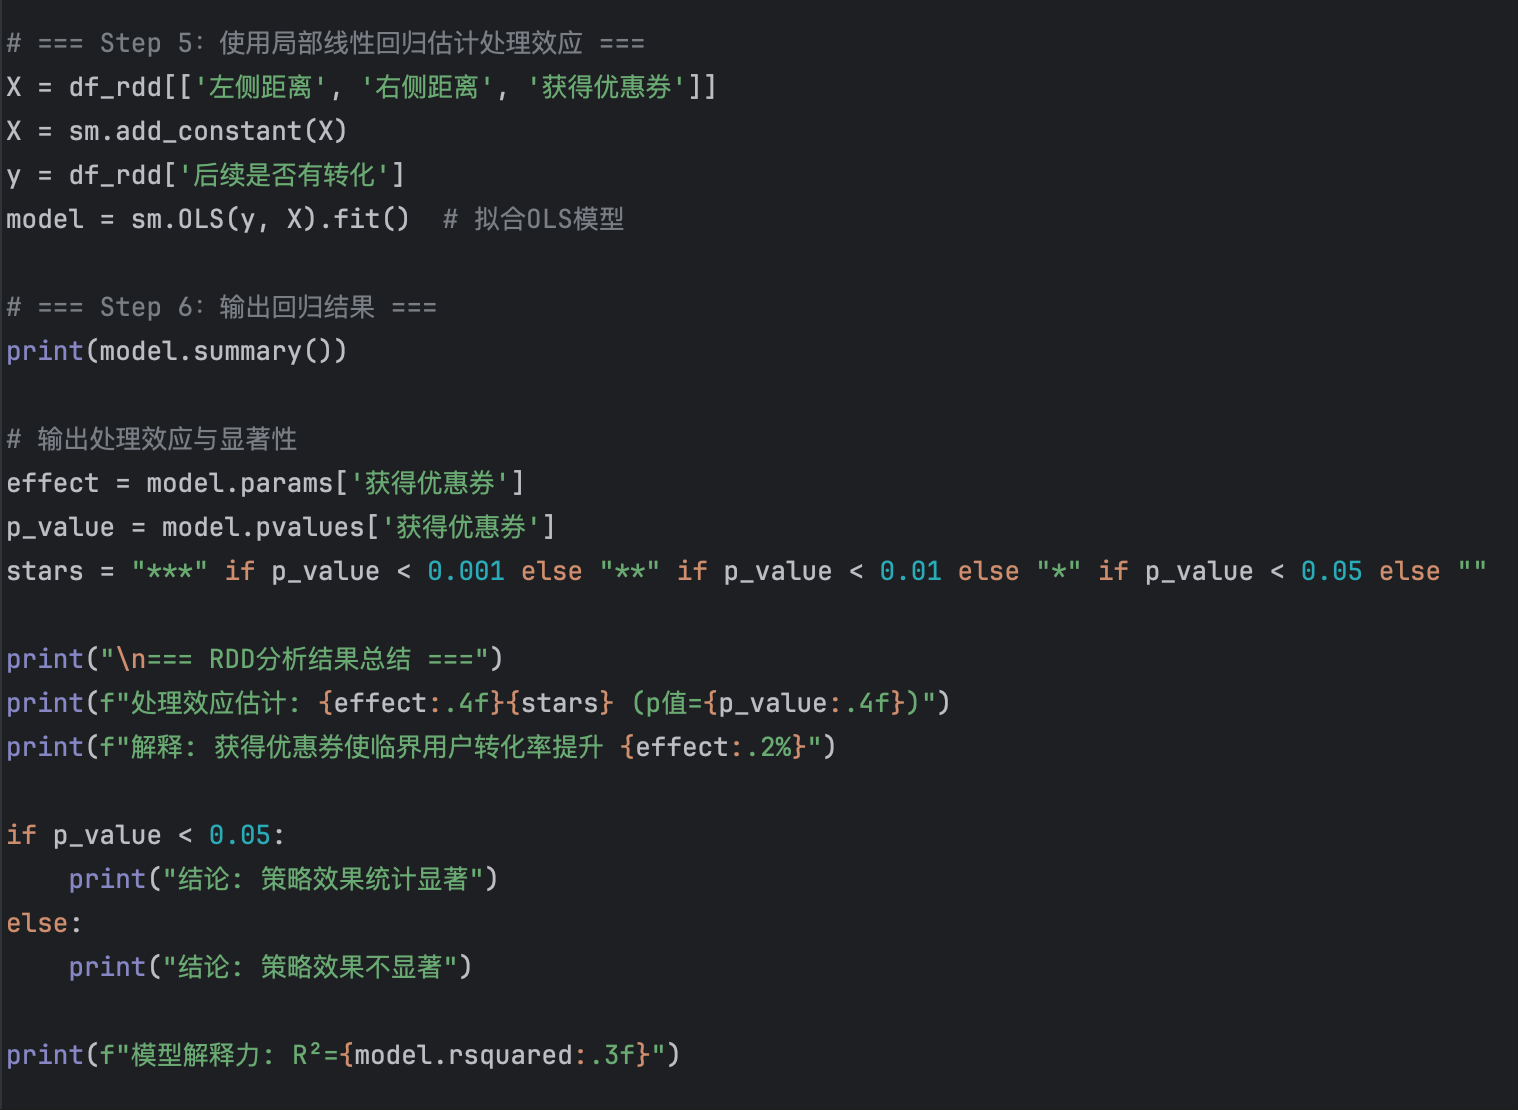 # === Step 5：使用局部线性回归估计处理效应 ===
X = df_rdd[['左侧距离', '右侧距离', '获得优惠券']]
X = sm.add_constant(X)
y = df_rdd['后续是否有转化']
model = sm.OLS(y, X).fit()  # 拟合OLS模型
# === Step 6：输出回归结果 ===
print(model.summary())
# 输出处理效应与显著性
effect = model.params['获得优惠券']
p_value = model.pvalues['获得优惠券']
stars = "***" if p_value < 0.001 else "**" if p_value < 0.01 else "*" if p_value < 0.05 else ""
print("\n=== RDD分析结果总结 ===")
print(f"处理效应估计: {effect:.4f}{stars} (p值={p_value:.4f})")
print(f"解释: 获得优惠券使临界用户转化率提升 {effect:.2%}")
if p_value < 0.05:
    print("结论: 策略效果统计显著")
else:
    print("结论: 策略效果不显著")
print(f"模型解释力: R²={model.rsquared:.3f}")